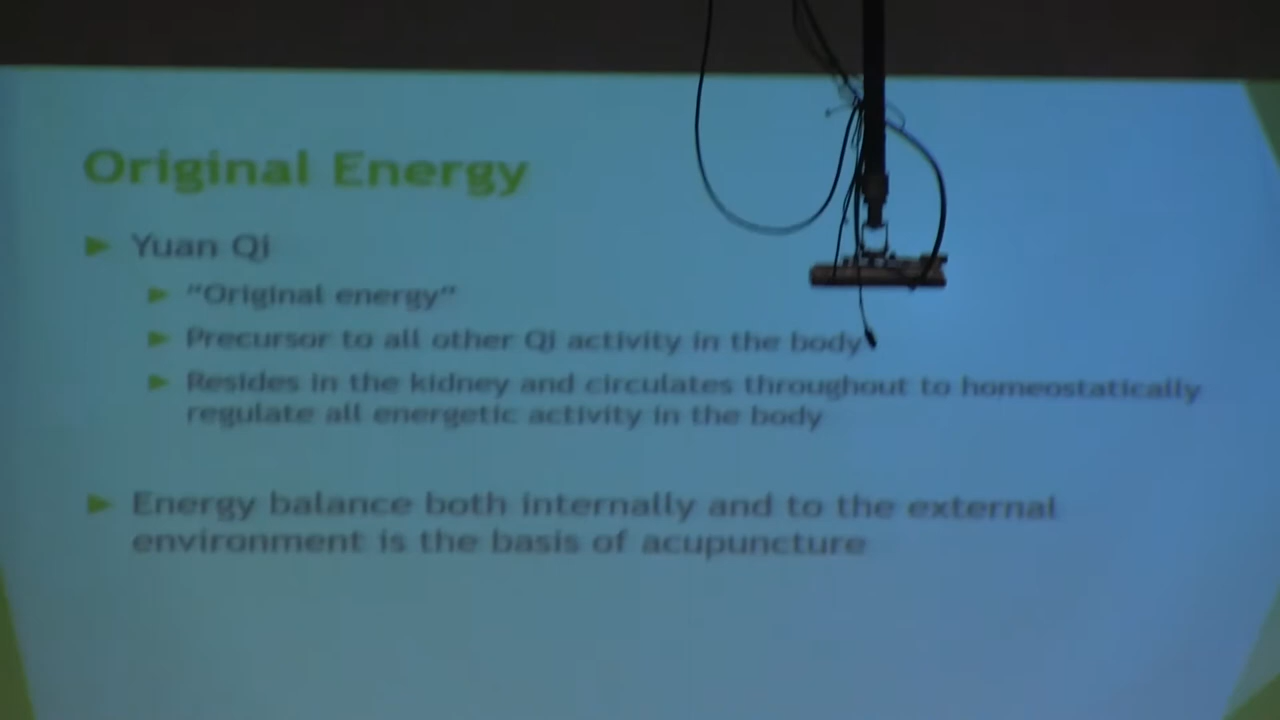 Original Energy
Yuan Qi
"Original energy"
Precursor to all other Qi activity in the body
Resides in the kidney and circulates throughout to homeostatically
regulate all energetic activity in the body
Energy balance both internally and to the external
environment is the basis of acupuncture